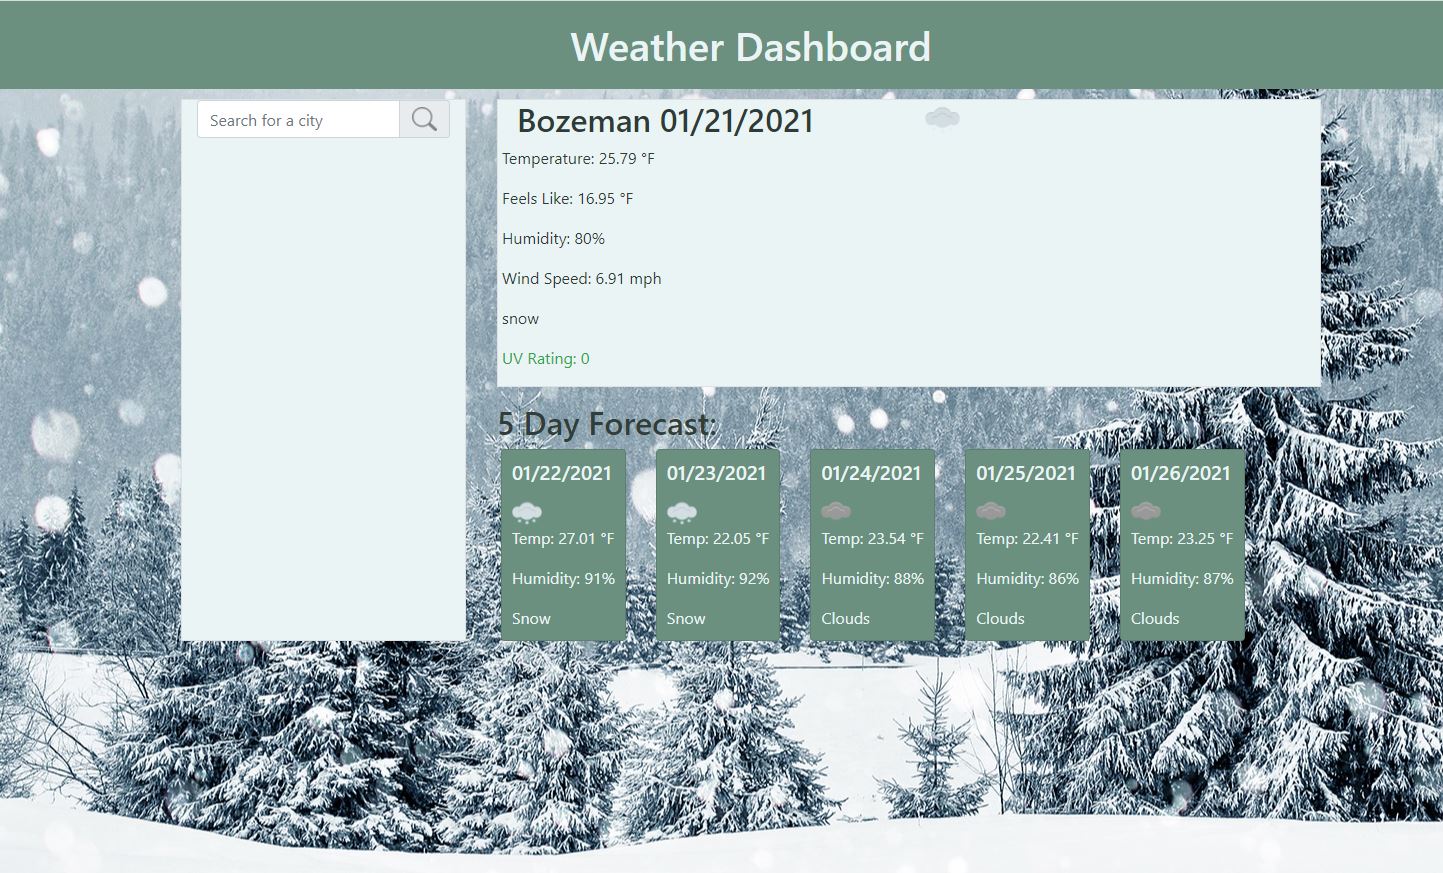 Weather Dashboard
Search for a city
Bozeman 01/21/2021
Temperature: 25.79 °F
Feels Like: 16.95 °F
Humidity: 80%
Wind Speed: 6.91 mph
snow
UV Rating: 0
5 Day Forecast:
01/22/2021
Temp: 27.01 °F
Humidity: 91%
Snow
01/23/2021
Temp: 22.05 °F
Humidity: 92%
Snow
01/24/2021
Temp: 23.54 °F
Humidity: 88%
Clouds
01/25/2021
Temp: 22.41 °F
Humidity: 86%
Clouds
01/26/2021
Temp: 23.25 °F
Humidity: 87%
Clouds